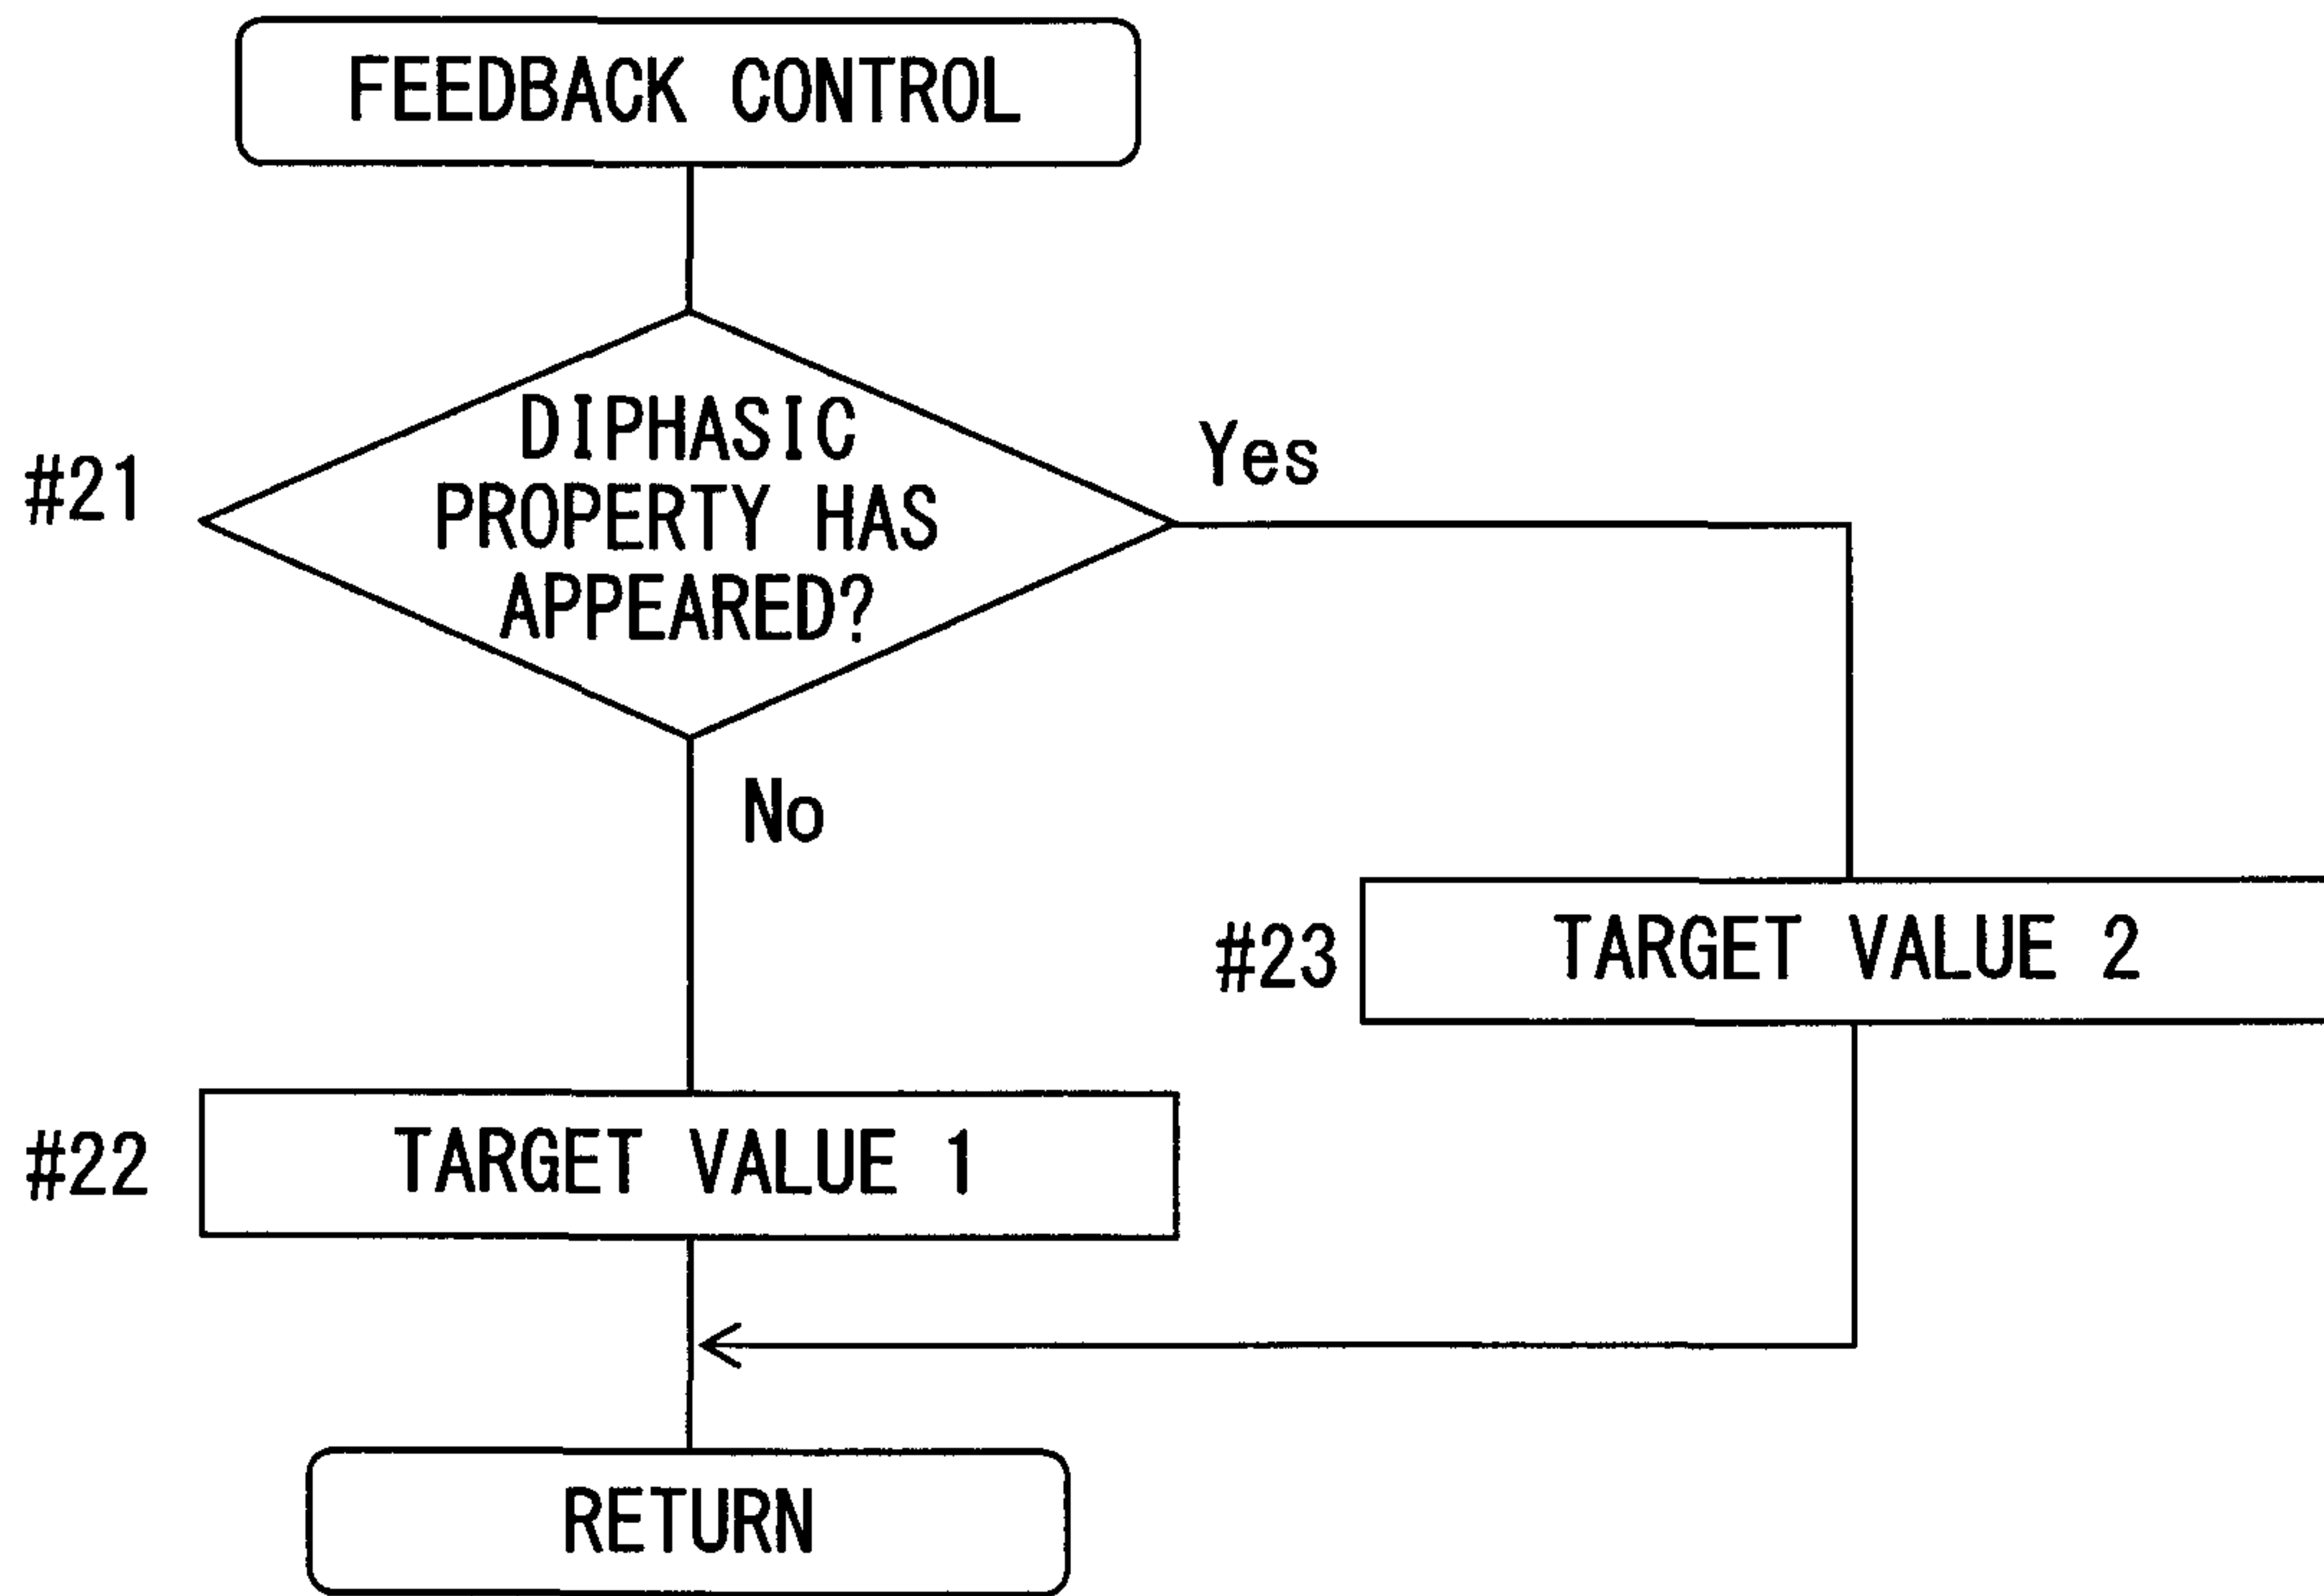 FEEDBACK CONTROL
#21
DIPHASIC
PROPERTY HAS
APPEARED?
Yes
No
#23
TARGET VALUE 2
#22
TARGET VALUE 1
RETURN